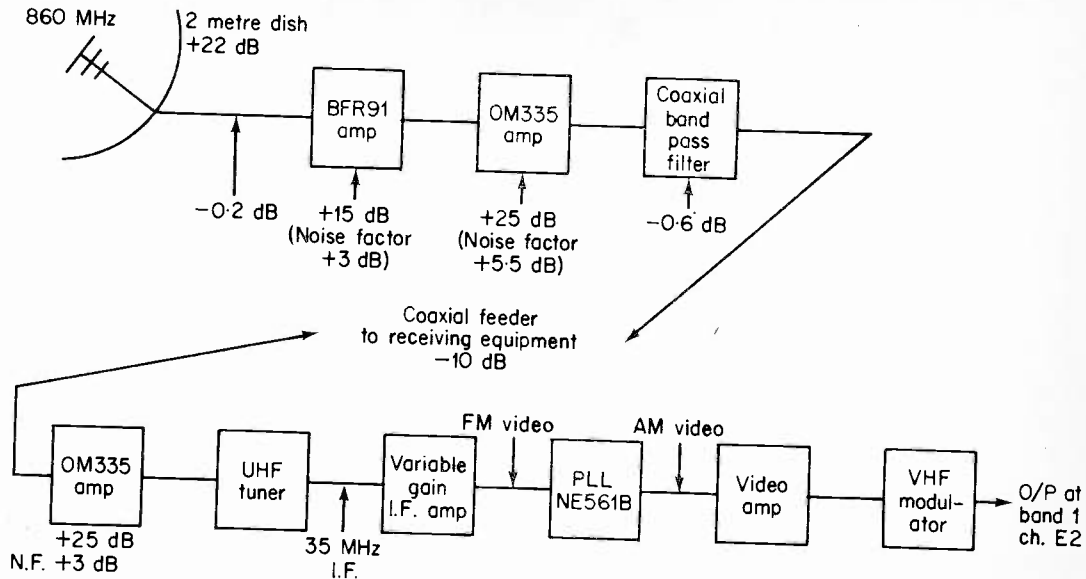 860 MHz
2 metre dish
+22 dB
BFR91
amp
OM335
amp
Coaxial
band
pass
filter
-0·2 dB
+15 dB
(Noise factor
+3 dB)
+25 dB
(Noise factor
+5·5 dB)
-0·6 dB
Coaxial feeder
to receiving equipment
-10 dB
FM video
AM video
OM335
amp
UHF
tuner
Variable
gain
I.F. amp
PLL
NE561B
Video
amp
VHF
modul-
ator
O/P at
band 1
ch. E2
+25 dB
N.F. +3 dB
35 MHz
I.F.